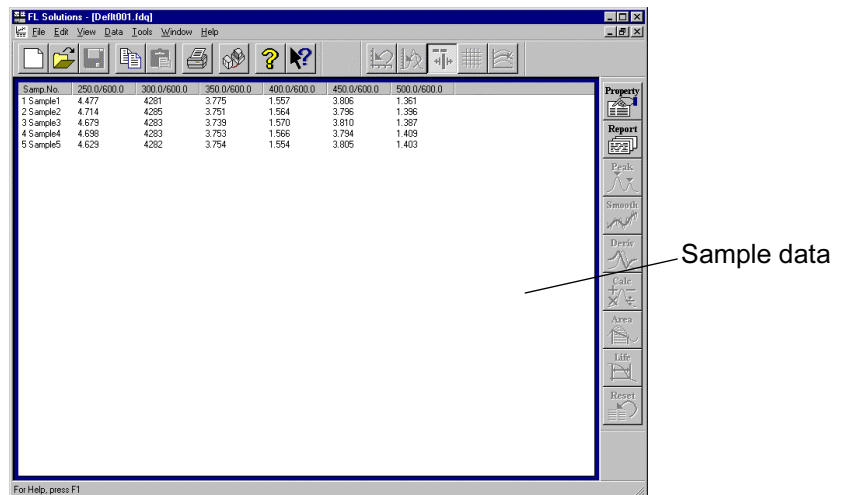 FL Solutions - [Deflt001.fdq]
File Edit View Data Tools Window Help
Samp.No. 250.0/600.0 300.0/600.0 350.0/600.0 400.0/600.0 450.0/600.0 500.0/600.0
1 Sample1 4.477 4281 3.775 1.557 3.806 1.361
2 Sample2 4.714 4285 3.751 1.564 3.796 1.396
3 Sample3 4.679 4283 3.739 1.570 3.810 1.387
4 Sample4 4.698 4283 3.753 1.566 3.794 1.409
5 Sample5 4.629 4282 3.754 1.554 3.805 1.403
Property
Report
Peak
Smooth
Deriv
Calc
Area
Life
Reset
Sample data
For Help, press F1